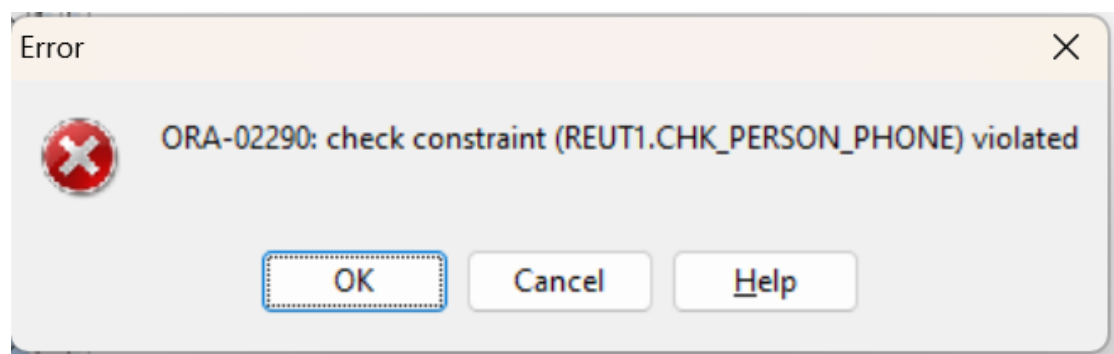 Error
ORA-02290: check constraint (REUT1.CHK_PERSON_PHONE) violated
OK Cancel Help